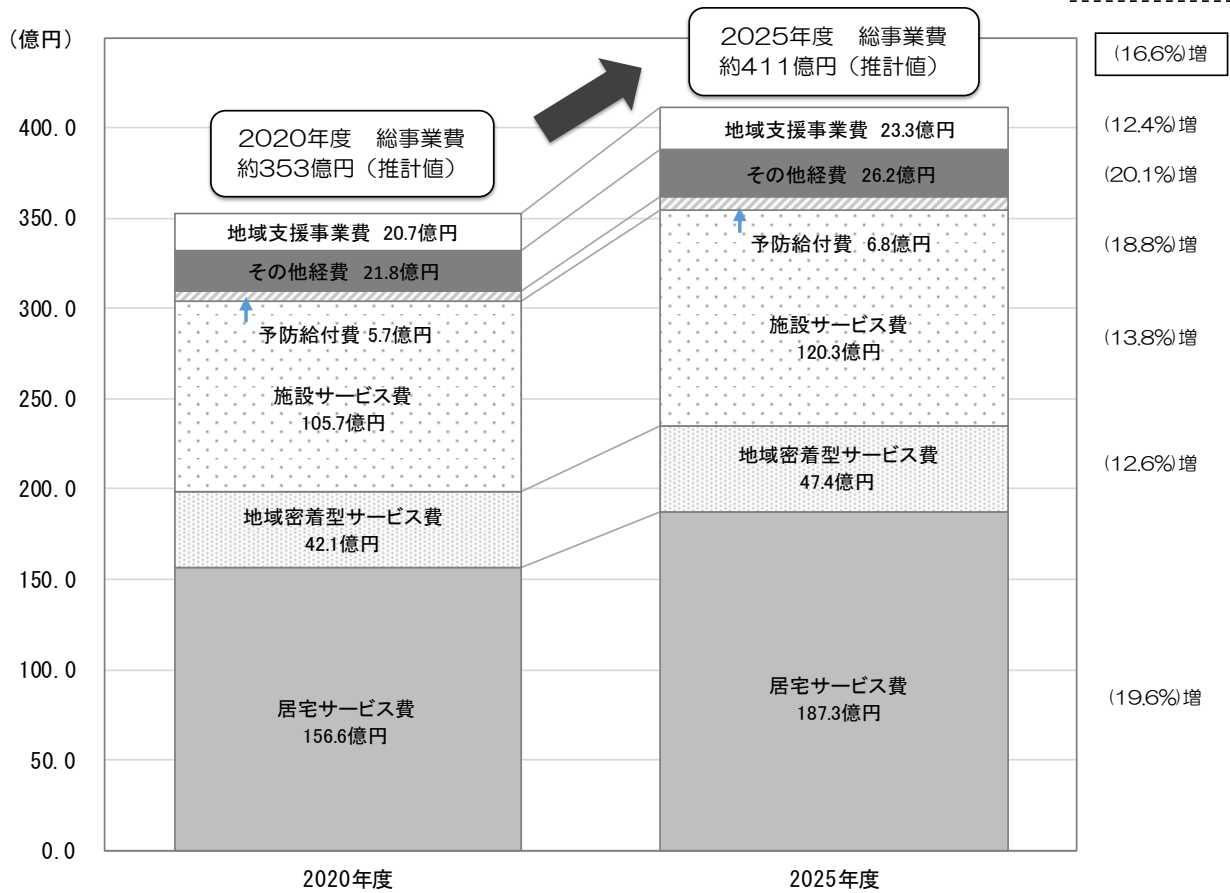 (億円)
400.0
350.0
300.0
250.0
200.0
150.0
100.0
50.0
0.0
2020年度　総事業費
約353億円（推計値）
地域支援事業費 20.7億円
その他経費 21.8億円
予防給付費 5.7億円
施設サービス費
105.7億円
地域密着型サービス費
42.1億円
居宅サービス費
156.6億円
2020年度
2025年度　総事業費
約411億円（推計値）
地域支援事業費 23.3億円
その他経費 26.2億円
予防給付費 6.8億円
施設サービス費
120.3億円
地域密着型サービス費
47.4億円
居宅サービス費
187.3億円
2025年度
(16.6%)増
(12.4%)増
(20.1%)増
(18.8%)増
(13.8%)増
(12.6%)増
(19.6%)増